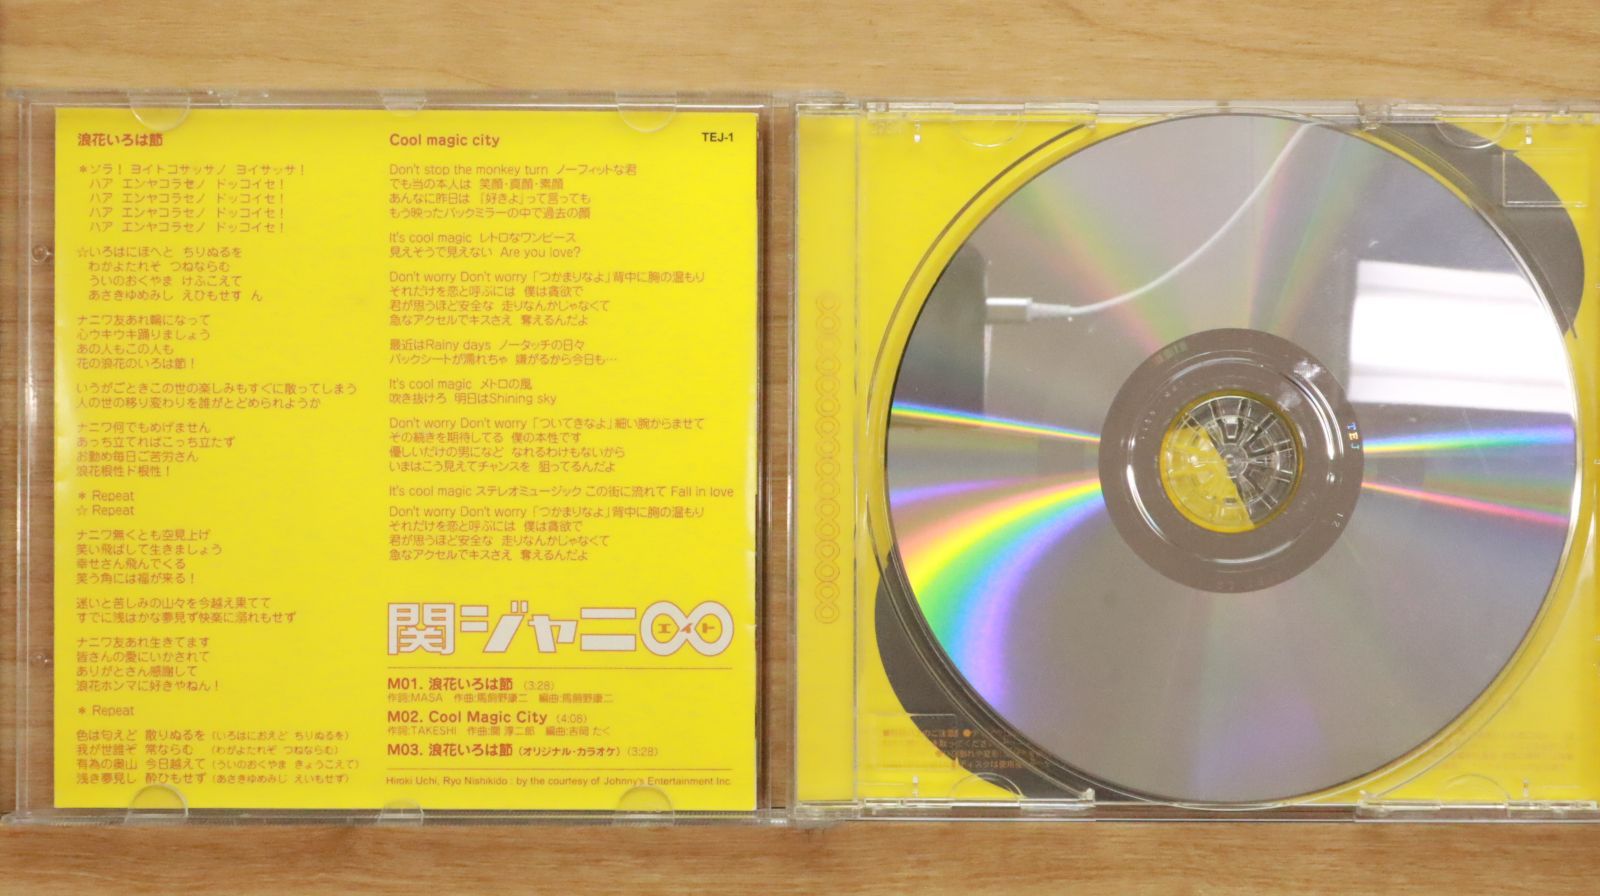 浪花いろは節
＊ソラ！ ヨイトコサッサノ ヨイサッサ！
ハア エンヤコラセノ ドッコイセ！
ハア エンヤコラセノ ドッコイセ！
ハア エンヤコラセノ ドッコイセ！
ハア エンヤコラセノ ドッコイセ！
☆いろはにほへと ちりぬるを
わかよたれそ つねならむ
ういのおくやま けふこえて
あさきゆめみし えひもせす ん
ナニワ友あれ輪になって
心ウキウキ踊りましょう
あの人もこの人も
花の浪花のいろは節！
いうがごときこの世の楽しみもすぐに散ってしまう
人の世の移り変わりを誰がとどめられようか
ナニワ何でもめげません
あっち立てればこっち立たず
お勤め毎日ご苦労さん
浪花根性ド根性！
＊ Repeat
☆ Repeat
ナニワ無くとも空見上げ
笑い飛ばして生きましょう
幸せさん飛んでくる
笑う角には福が来る！
迷いと苦しみの山々を今越え果てて
すでに浅はかな夢見ず快楽に溺れもせず
ナニワ友あれ生きてます
皆さんの愛にいかされて
ありがとさん感謝して
浪花ホンマに好きやねん！
＊ Repeat
色は匂えど 散りぬるを（いろはにおえど ちりぬるを）
我が世誰ぞ 常ならむ （わがよたれぞ つねならむ）
有為の奥山 今日越えて（ういのおくやま きょうこえて）
浅き夢見し 酔ひもせず（あさきゆめみじ えいもせず）
Cool magic city
TEJ-1
Don't stop the monkey turn ノーフィットな君
でも当の本人は 笑顔・真顔・素顔
あんなに昨日は 『好きよ』って言っても
もう映ったバックミラーの中で過去の顔
It's cool magic レトロなワンピース
見えそうで見えない Are you love?
Don't worry Don't worry 「つかまりなよ」背中に胸の温もり
それだけを恋と呼ぶには 僕は貪欲で
君が思うほど安全な 走りなんかじゃなくて
急なアクセルでキスさえ 奪えるんだよ
最近はRainy days ノータッチの日々
バックシートが濡れちゃ 嫌がるから今日も…
It's cool magic メトロの風
吹き抜けろ 明日はShining sky
Don't worry Don't worry 「ついてきなよ」細い腕からませて
その続きを期待してる 僕の本性です
優しいだけの男になど なれるわけもないから
いまはこう見えてチャンスを 狙ってるんだよ
It's cool magic ステレオミュージック この街に流れて Fall in love
Don't worry Don't worry 「つかまりなよ」背中に胸の温もり
それだけを恋と呼ぶには 僕は貪欲で
君が思うほど安全な 走りなんかじゃなくて
急なアクセルでキスさえ 奪えるんだよ
関ジャニ∞
エイト
M01. 浪花いろは節 （3:28）
作詞:MASA 作曲:馬飼野康二 編曲:馬飼野康二
M02. Cool Magic City （4:06）
作詞:TAKESHI 作曲:関 淳二郎 編曲:吉岡 たく
M03. 浪花いろは節（オリジナル・カラオケ）（3:28）
Hiroki Uchi, Ryo Nishikido : by the courtesy of Johnny's Entertainment Inc.
TEJ